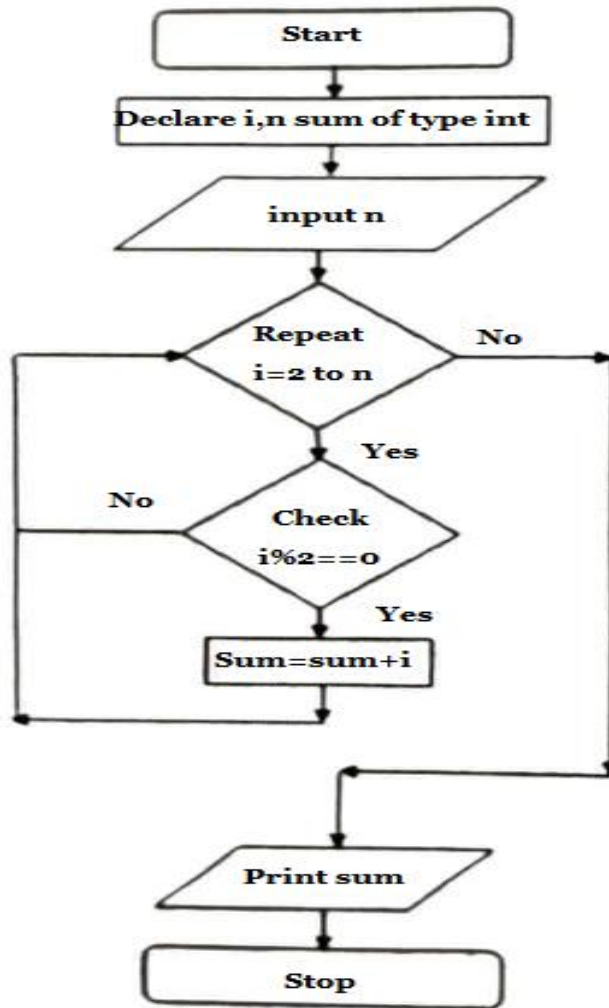 Start
Declare i,n sum of type int
input n
Repeat
i=2 to n
No
Yes
No
Check
i%2==0
Yes
Sum=sum+i
Print sum
Stop